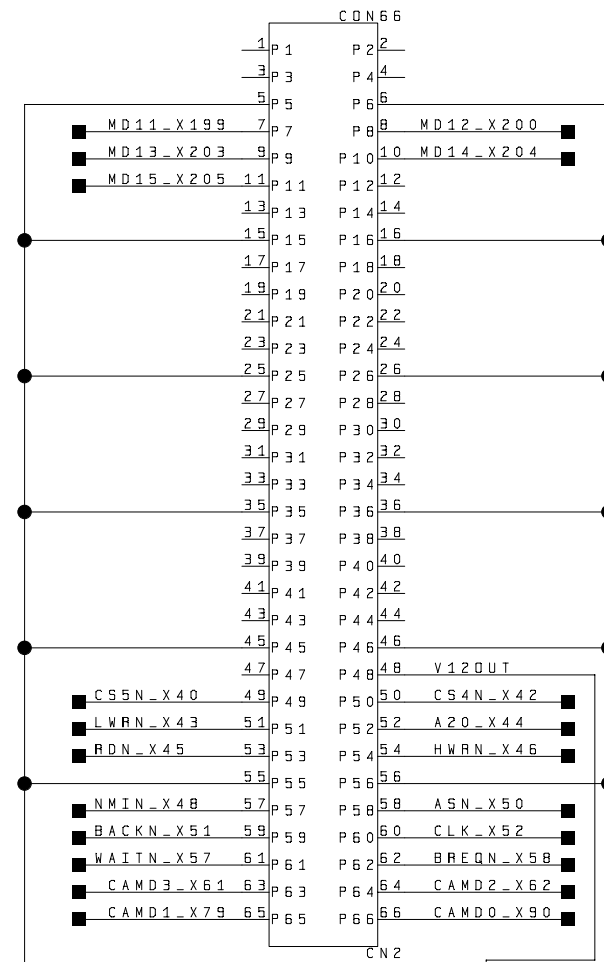 CON66
1 P1 P2 2
3 P3 P4 4
5 P5 P6 6
MD11_X199 7 P7 P8 8 MD12_X200
MD13_X203 9 P9 P10 10 MD14_X204
MD15_X205 11 P11 P12 12
13 P13 P14 14
15 P15 P16 16
17 P17 P18 18
19 P19 P20 20
21 P21 P22 22
23 P23 P24 24
25 P25 P26 26
27 P27 P28 28
29 P29 P30 30
31 P31 P32 32
33 P33 P34 34
35 P35 P36 36
37 P37 P38 38
39 P39 P40 40
41 P41 P42 42
43 P43 P44 44
45 P45 P46 46
47 P47 P48 48 V12OUT
CS5N_X40 49 P49 P50 50 CS4N_X42
LWRN_X43 51 P51 P52 52 A20_X44
RDN_X45 53 P53 P54 54 HWRN_X46
55 P55 P56 56
NMIN_X48 57 P57 P58 58 ASN_X50
BACKN_X51 59 P59 P60 60 CLK_X52
WAITN_X57 61 P61 P62 62 BREQN_X58
CAMD3_X61 63 P63 P64 64 CAMD2_X62
CAMD1_X79 65 P65 P66 66 CAMD0_X90
CN2